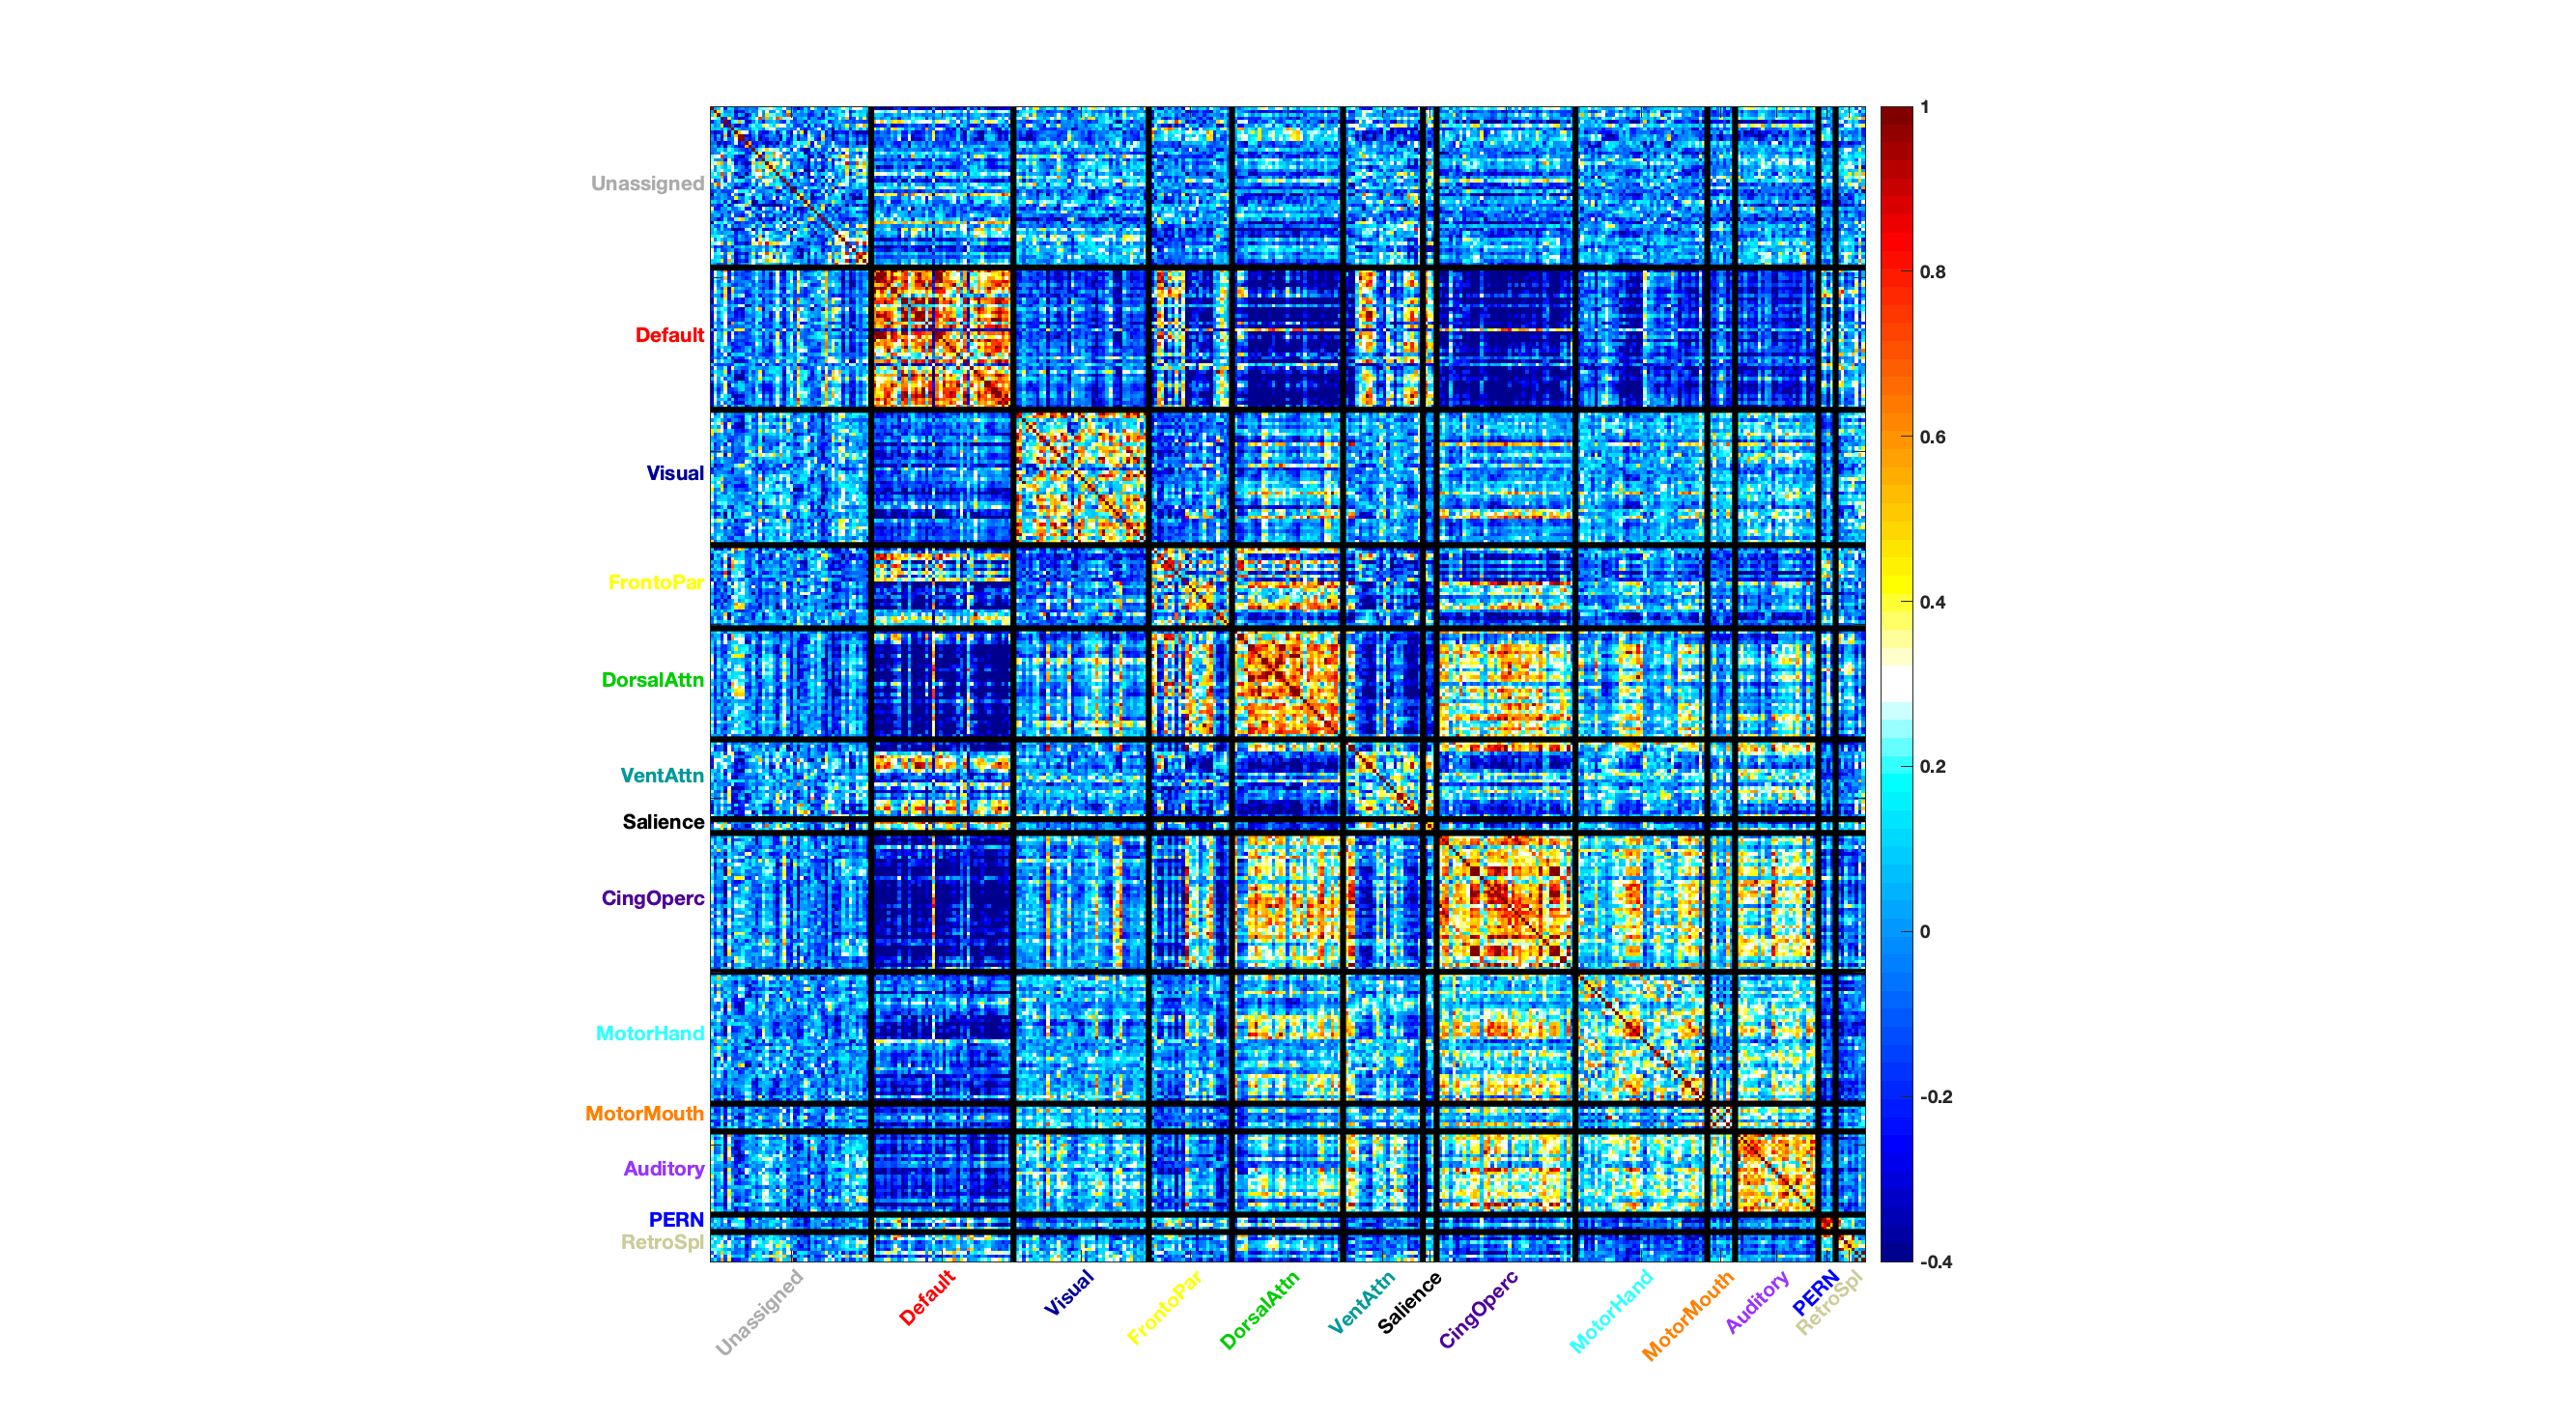 Unassigned
Default
Visual
FrontoPar
DorsalAttn
VentAttn
Salience
CingOperc
MotorHand
MotorMouth
Auditory
PERN
RetroSpl
Unassigned
Default
Visual
FrontoPar
DorsalAttn
VentAttn
Salience
CingOperc
MotorHand
MotorMouth
Auditory
PERN
RetroSpl
1
0.8
0.6
0.4
0.2
0
-0.2
-0.4